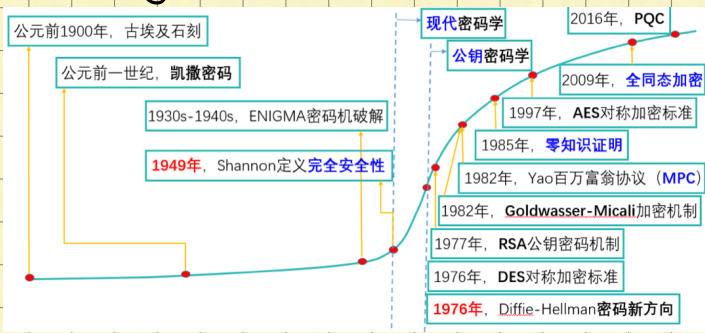 公元前1900年，古埃及石刻
公元前一世纪，凯撒密码
1930s-1940s，ENIGMA密码机破解
1949年，Shannon定义完全安全性
现代密码学
公钥密码学
2016年，PQC
2009年，全同态加密
1997年，AES对称加密标准
1985年，零知识证明
1982年，Yao百万富翁协议（MPC）
1982年，Goldwasser-Micali加密机制
1977年，RSA公钥密码机制
1976年，DES对称加密标准
1976年，Diffie-Hellman密码新方向